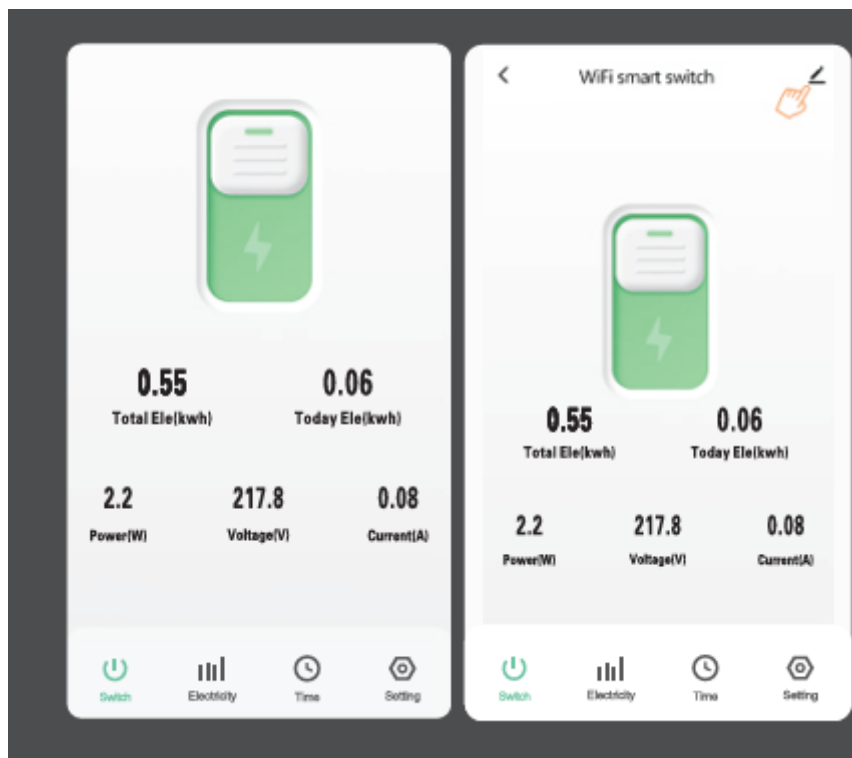 0.55 0.06
Total Ele(kwh) Today Ele(kwh)
2.2 217.8 0.08
Power(W) Voltage(V) Current(A)
Switch Electricity Time Setting
WiFi smart switch
0.55 0.06
Total Ele(kwh) Today Ele(kwh)
2.2 217.8 0.08
Power(W) Voltage(V) Current(A)
Switch Electricity Time Setting